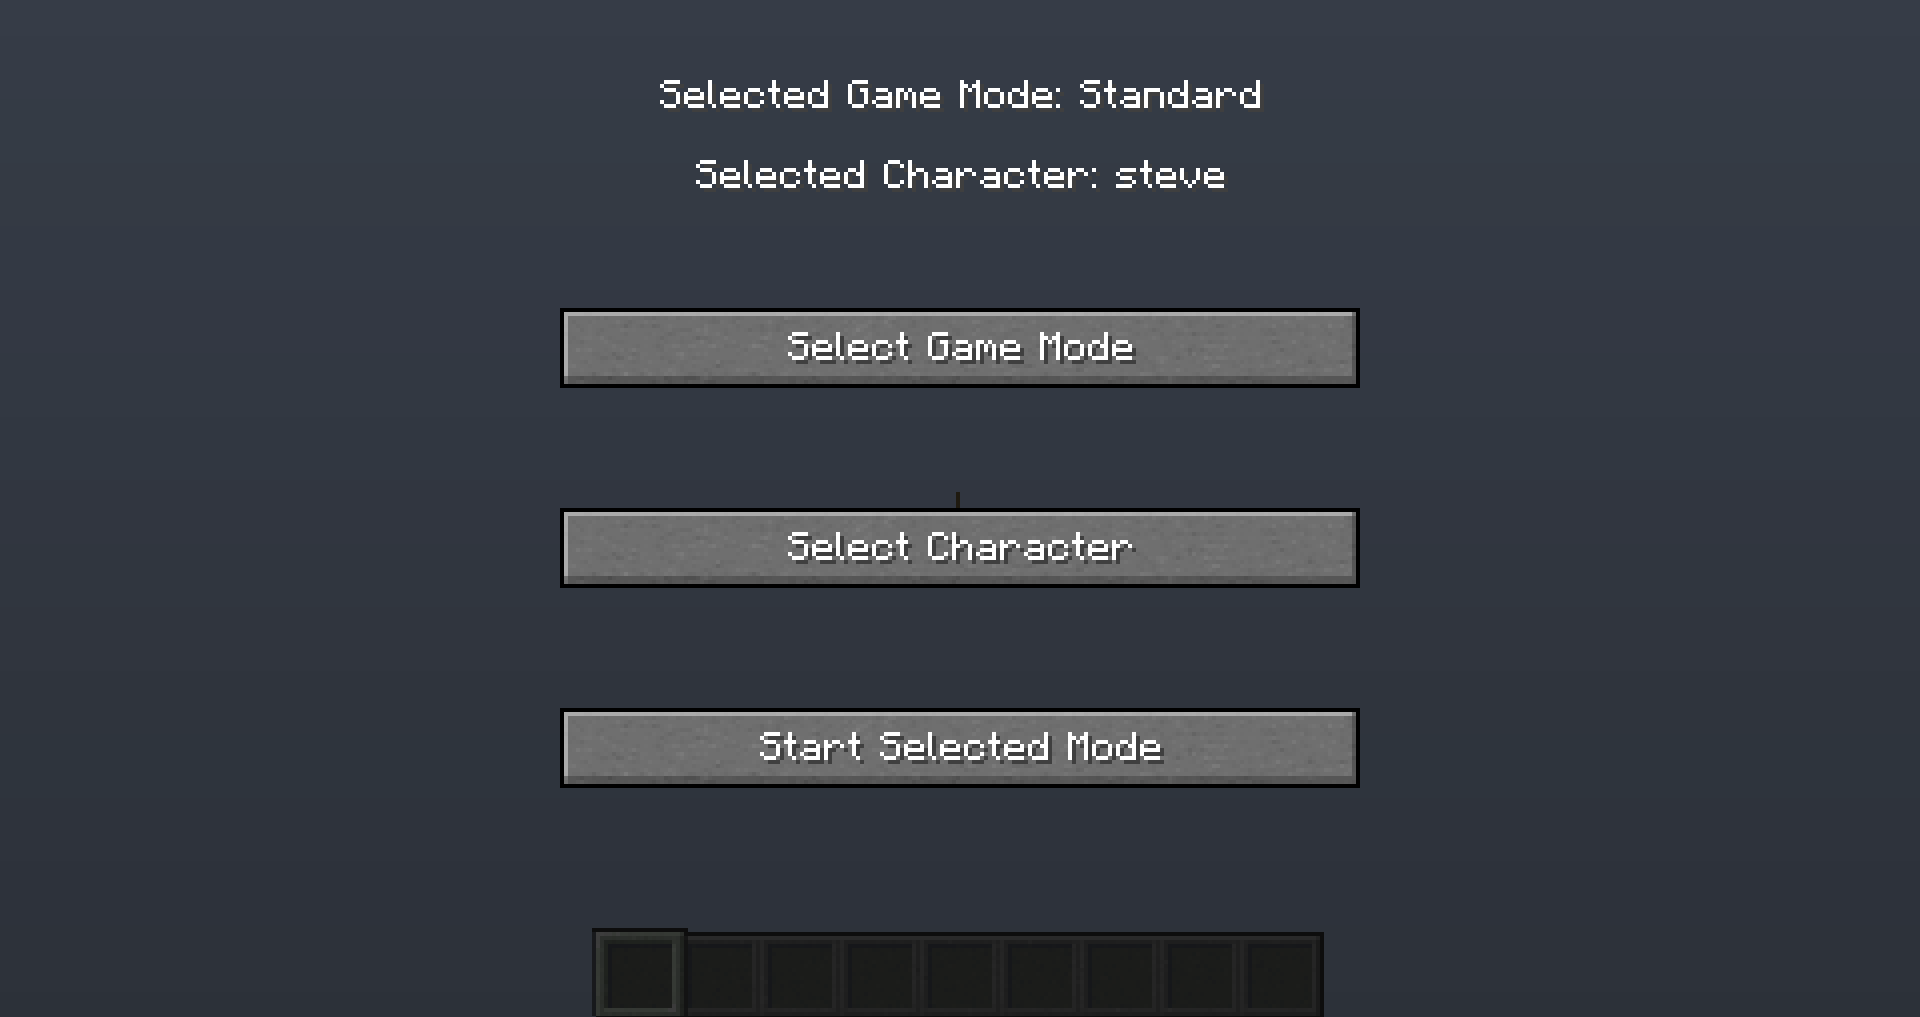 Selected Game Mode: Standard
Selected Character: steve
Select Game Mode
Select Character
Start Selected Mode